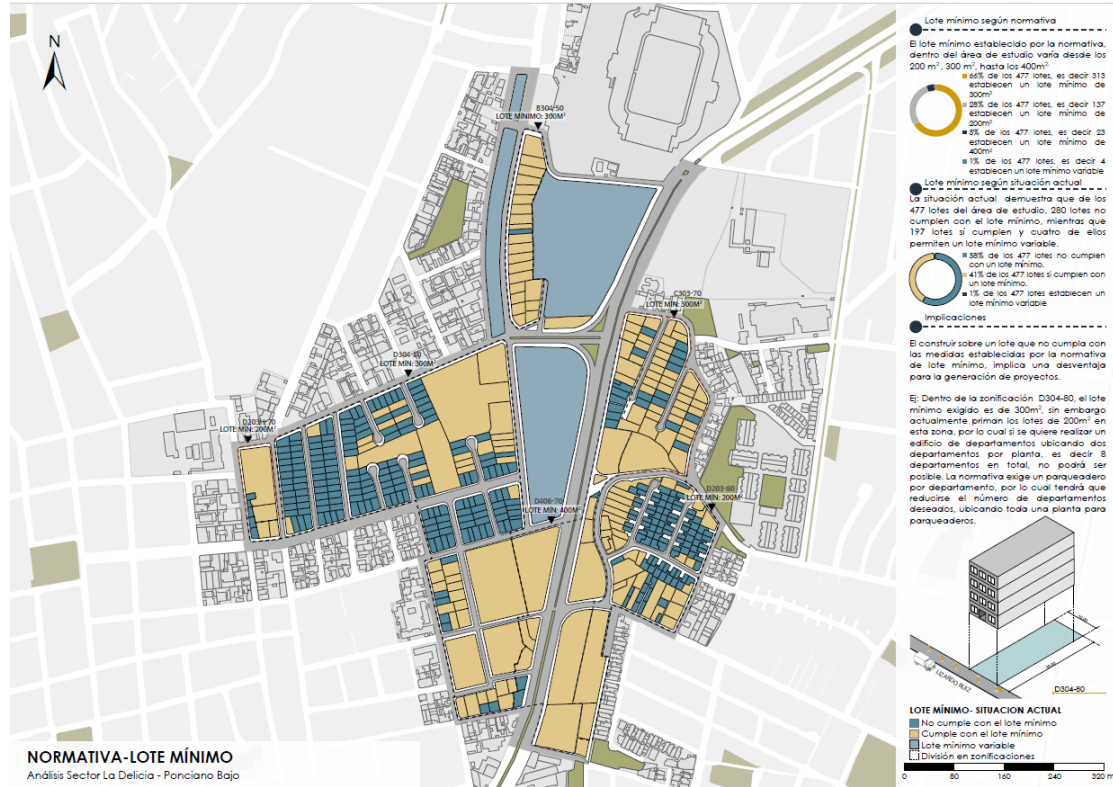 N
B304-50
LOTE MÍNIMO: 300M²
C303-70
LOTE MÍN: 300M²
D304-80
LOTE MÍN: 300M²
LOTE MÍN: 200M²
D406-70
LOTE MÍN: 400M²
D203-80
LOTE MÍN: 200M²
NORMATIVA-LOTE MÍNIMO
Análisis Sector La Delicia - Ponciano Bajo
Lote mínimo según normativa
El lote mínimo establecido por la normativa,
dentro del área de estudio varía desde los
200 m², 300 m², hasta los 400m².
66% de los 477 lotes, es decir 313
establecen un lote mínimo de
300m²
28% de los 477 lotes, es decir 137
establecen un lote mínimo de
200m²
5% de los 477 lotes, es decir 23
establecen un lote mínimo de
400m²
1% de los 477 lotes, es decir 4
establecen un lote mínimo variable
Lote mínimo según situación actual
La situación actual demuestra que de los
477 lotes del área de estudio, 280 lotes no
cumplen con el lote mínimo, mientras que
197 lotes sí cumplen y cuatro de ellos
permiten un lote mínimo variable.
58% de los 477 lotes no cumplen
con un lote mínimo.
41% de los 477 lotes si cumplen con
un lote mínimo.
1% de los 477 lotes establecen un
lote mínimo variable
Implicaciones
El construir sobre un lote que no cumpla con
las medidas establecidas por la normativa
de lote mínimo, implica una desventaja
para la generación de proyectos.
Ej: Dentro de la zonificación D304-80, el lote
mínimo exigido es de 300m², sin embargo
actualmente priman los lotes de 200m² en
esta zona, por lo cual si se quiere realizar un
edificio de departamentos ubicando dos
departamentos por planta, es decir 8
departamentos en total, no podrá ser
posible. La normativa exige un parqueadero
por departamento, por lo cual tendrá que
reducirse el número de departamentos
deseados, ubicando toda una planta para
parqueaderos.
LIZARDO RUIZ
D304-80
LOTE MÍNIMO- SITUACION ACTUAL
No cumple con el lote mínimo
Cumple con el lote mínimo
Lote mínimo variable
División en zonificaciones
0 80 160 240 320 m